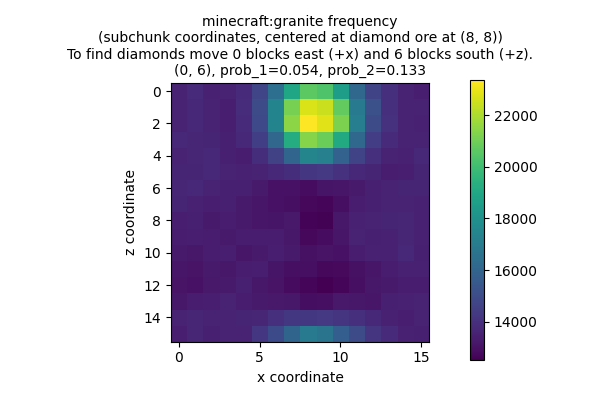 minecraft:granite frequency
(subchunk coordinates, centered at diamond ore at (8, 8))
To find diamonds move 0 blocks east (+x) and 6 blocks south (+z).
(0, 6), prob_1=0.054, prob_2=0.133
0
2
4
6
8
10
12
14
z coordinate
0
5
10
15
x coordinate
22000
20000
18000
16000
14000